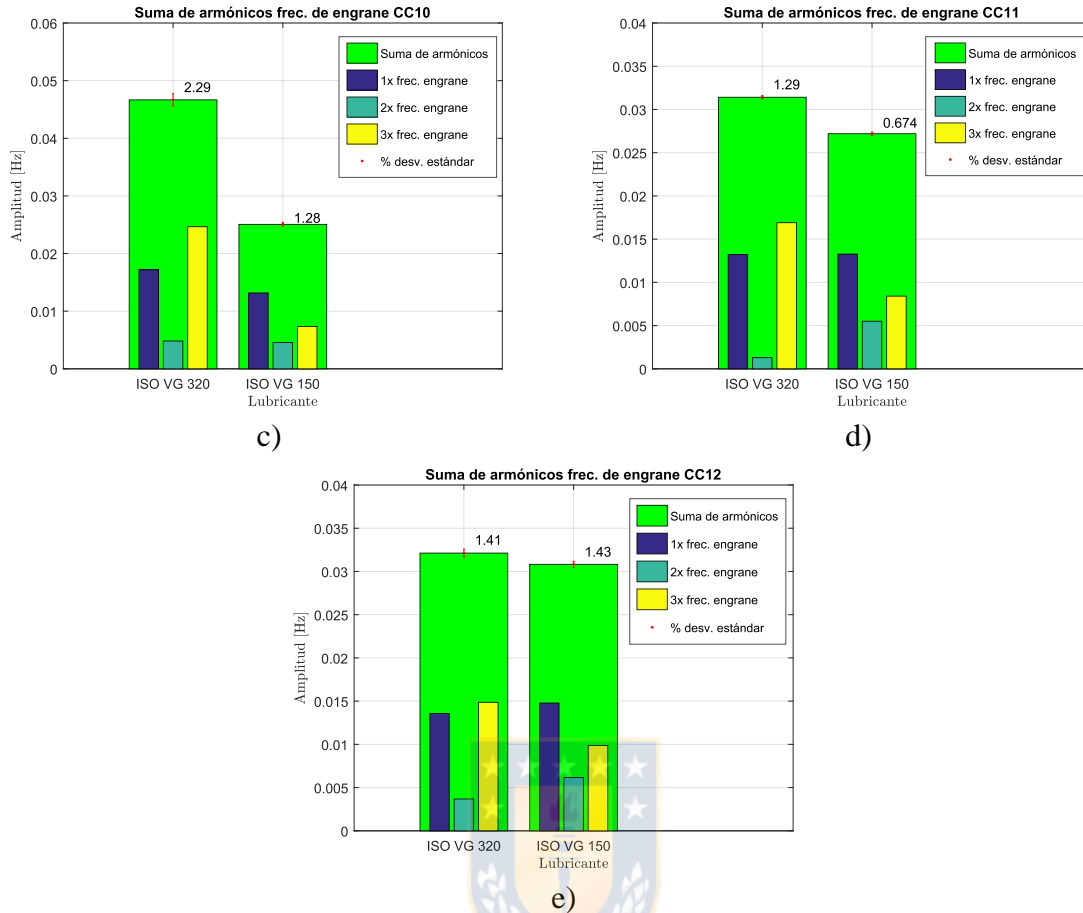 Suma de armónicos frec. de engrane CC10
0.06
0.05
0.04
0.03
0.02
0.01
0
Amplitud [Hz]
2.29
1.28
Suma de armónicos
1x frec. engrane
2x frec. engrane
3x frec. engrane
% desv. estándar
ISO VG 320
ISO VG 150
Lubricante
c)
Suma de armónicos frec. de engrane CC11
0.04
0.035
0.03
0.025
0.02
0.015
0.01
0.005
0
Amplitud [Hz]
1.29
0.674
Suma de armónicos
1x frec. engrane
2x frec. engrane
3x frec. engrane
% desv. estándar
ISO VG 320
ISO VG 150
Lubricante
d)
Suma de armónicos frec. de engrane CC12
0.04
0.035
0.03
0.025
0.02
0.015
0.01
0.005
0
Amplitud [Hz]
1.41
1.43
Suma de armónicos
1x frec. engrane
2x frec. engrane
3x frec. engrane
% desv. estándar
ISO VG 320
ISO VG 150
Lubricante
e)